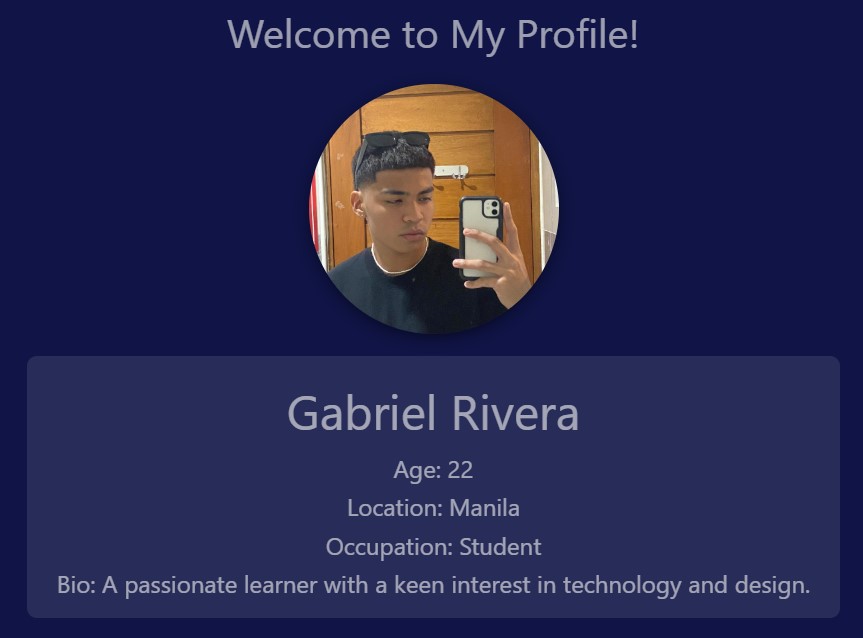 Welcome to My Profile!
Gabriel Rivera
Age: 22
Location: Manila
Occupation: Student
Bio: A passionate learner with a keen interest in technology and design.